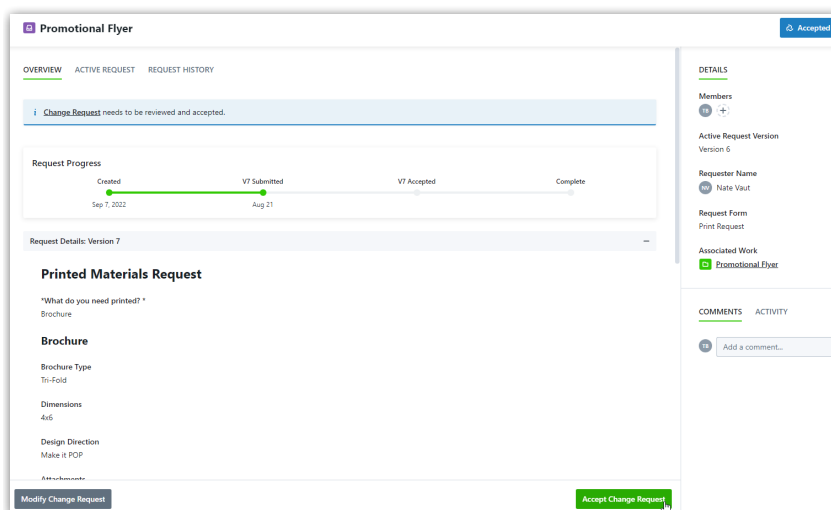 Promotional Flyer
Accepted
OVERVIEW ACTIVE REQUEST REQUEST HISTORY
i Change Request needs to be reviewed and accepted.
Request Progress
Created V7 Submitted V7 Accepted Complete
Sep 7, 2022 Aug 21
Request Details: Version 7
Printed Materials Request
*What do you need printed? *
Brochure
Brochure
Brochure Type
Tri-Fold
Dimensions
4x6
Design Direction
Make it POP
Attachments
Modify Change Request Accept Change Request
DETAILS
Members
TB +
Active Request Version
Version 6
Requester Name
NV Nate Vaut
Request Form
Print Request
Associated Work
Promotional Flyer
COMMENTS ACTIVITY
TB Add a comment...